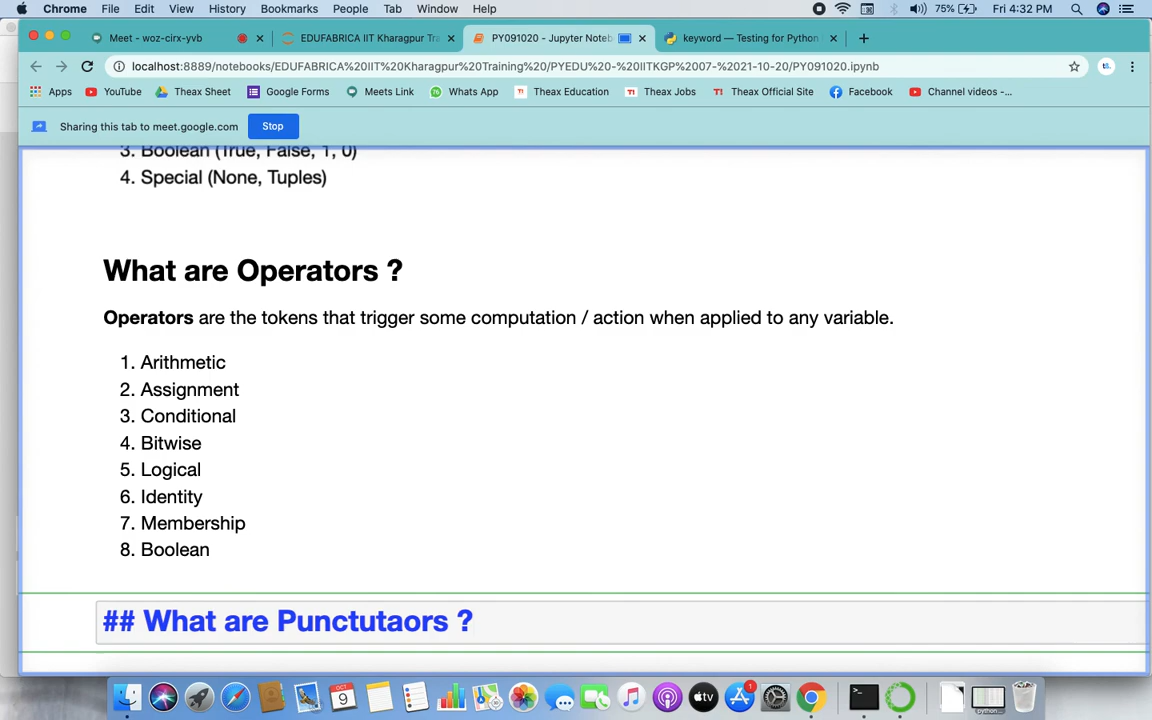 Chrome File Edit View History Bookmarks People Tab Window Help 75% Fri 4:32 PM
Meet - woz-cirx-yvb EDUFABRICA IIT Kharagpur Tra PY091020 - Jupyter Noteb keyword — Testing for Python
localhost:8889/notebooks/EDUFABRICA%20IIT%20Kharagpur%20Training%20/PYEDU%20-%20IITKGP%2007-%2021-10-20/PY091020.ipynb
Apps YouTube Theax Sheet Google Forms Meets Link Whats App Theax Education Theax Jobs Theax Official Site Facebook Channel videos -...
Sharing this tab to meet.google.com Stop
3. Boolean (True, False, 1, 0)
4. Special (None, Tuples)
What are Operators ?
Operators are the tokens that trigger some computation / action when applied to any variable.
1. Arithmetic
2. Assignment
3. Conditional
4. Bitwise
5. Logical
6. Identity
7. Membership
8. Boolean
## What are Punctutaors ?
OCT
9
tv
1